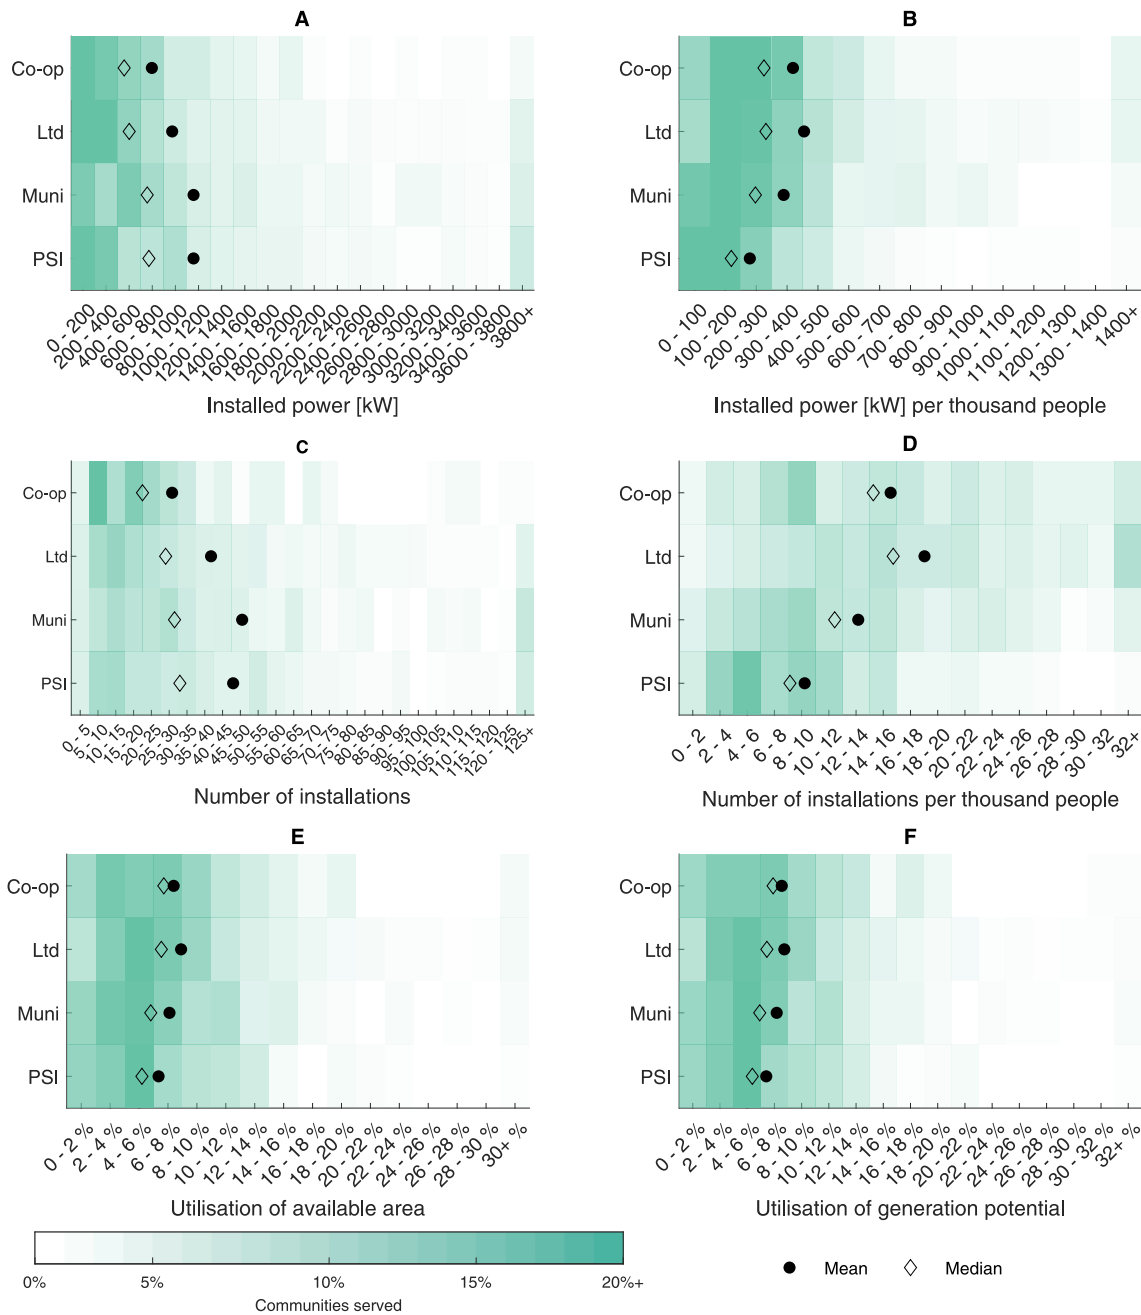 A
Co-op
Ltd
Muni
PSI
0 - 200
200 - 400
400 - 600
600 - 800
800 - 1000
1000 - 1200
1200 - 1400
1400 - 1600
1600 - 1800
1800 - 2000
2000 - 2200
2200 - 2400
2400 - 2600
2600 - 2800
2800 - 3000
3000 - 3200
3200 - 3400
3400 - 3600
3600 - 3800
3800+
Installed power [kW]
B
Co-op
Ltd
Muni
PSI
0 - 100
100 - 200
200 - 300
300 - 400
400 - 500
500 - 600
600 - 700
700 - 800
800 - 900
900 - 1000
1000 - 1100
1100 - 1200
1200 - 1300
1300 - 1400
1400+
Installed power [kW] per thousand people
C
Co-op
Ltd
Muni
PSI
0 - 5
5 - 10
10 - 15
15 - 20
20 - 25
25 - 30
30 - 35
35 - 40
40 - 45
45 - 50
50 - 55
55 - 60
60 - 65
65 - 70
70 - 75
75 - 80
80 - 85
85 - 90
90 - 95
95 - 100
100 - 105
105 - 110
110 - 115
115 - 120
120 - 125
125+
Number of installations
D
Co-op
Ltd
Muni
PSI
0 - 2
2 - 4
4 - 6
6 - 8
8 - 10
10 - 12
12 - 14
14 - 16
16 - 18
18 - 20
20 - 22
22 - 24
24 - 26
26 - 28
28 - 30
30 - 32
32+
Number of installations per thousand people
E
Co-op
Ltd
Muni
PSI
0 - 2 %
2 - 4 %
4 - 6 %
6 - 8 %
8 - 10 %
10 - 12 %
12 - 14 %
14 - 16 %
16 - 18 %
18 - 20 %
20 - 22 %
22 - 24 %
24 - 26 %
26 - 28 %
28 - 30 %
30+ %
Utilisation of available area
F
Co-op
Ltd
Muni
PSI
0 - 2 %
2 - 4 %
4 - 6 %
6 - 8 %
8 - 10 %
10 - 12 %
12 - 14 %
14 - 16 %
16 - 18 %
18 - 20 %
20 - 22 %
22 - 24 %
24 - 26 %
26 - 28 %
28 - 30 %
30 - 32 %
32+ %
Utilisation of generation potential
0%
5%
10%
15%
20%+
Communities served
Mean
Median